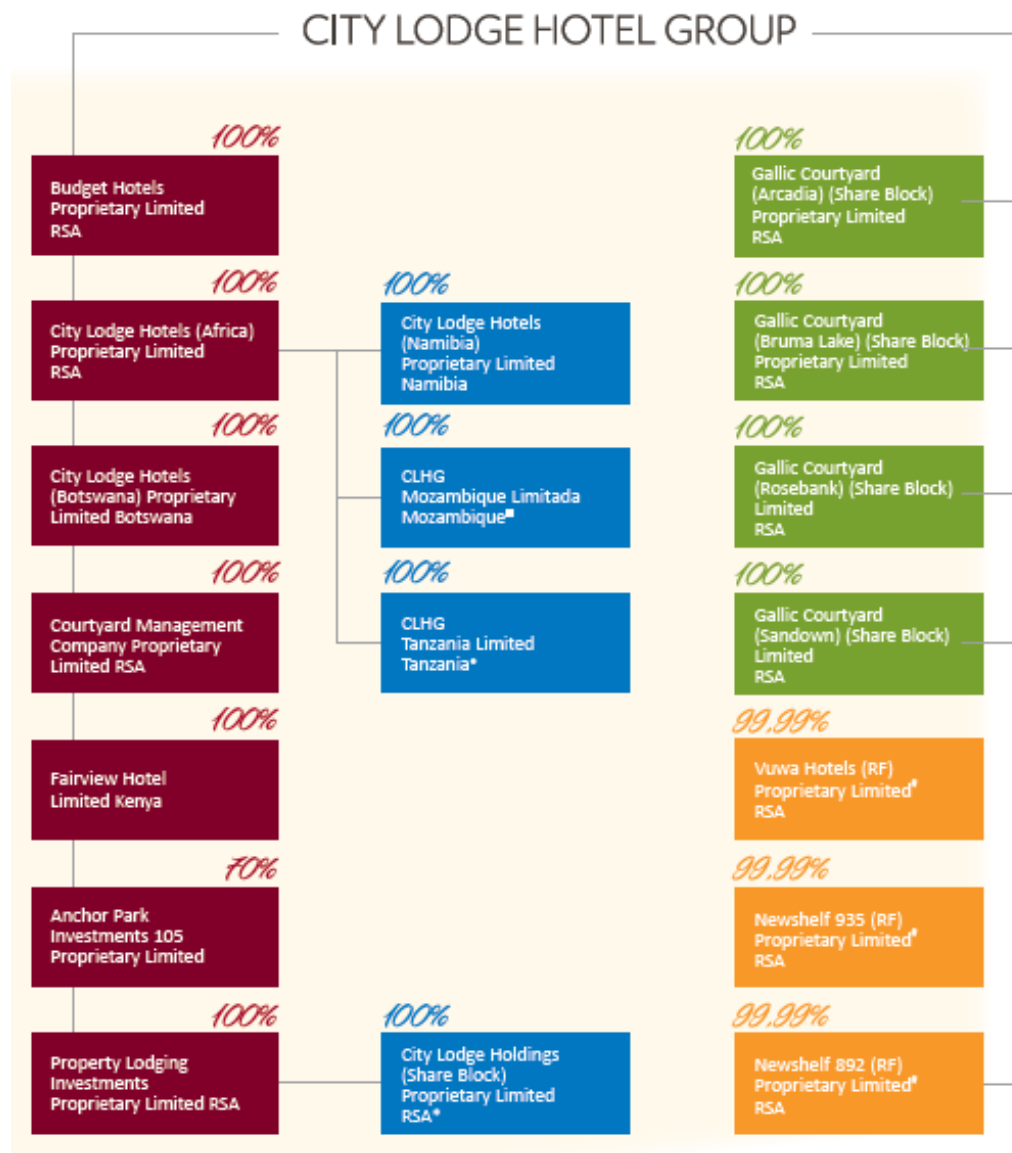 CITY LODGE HOTEL GROUP
100%
Budget Hotels
Proprietary Limited
RSA
100%
City Lodge Hotels (Africa)
Proprietary Limited
RSA
100%
City Lodge Hotels
(Botswana) Proprietary
Limited Botswana
100%
Courtyard Management
Company Proprietary
Limited RSA
100%
Fairview Hotel
Limited Kenya
70%
Anchor Park
Investments 105
Proprietary Limited
100%
Property Lodging
Investments
Proprietary Limited RSA
100%
City Lodge Hotels
(Namibia)
Proprietary Limited
Namibia
100%
CLHG
Mozambique Limitada
Mozambique■
100%
CLHG
Tanzania Limited
Tanzania*
100%
City Lodge Holdings
(Share Block)
Proprietary Limited
RSA*
100%
Gallic Courtyard
(Arcadia) (Share Block)
Proprietary Limited
RSA
100%
Gallic Courtyard
(Bruma Lake) (Share Block)
Proprietary Limited
RSA
100%
Gallic Courtyard
(Rosebank) (Share Block)
Limited
RSA
100%
Gallic Courtyard
(Sandown) (Share Block)
Limited
RSA
99,99%
Vuwa Hotels (RF)
Proprietary Limited#
RSA
99,99%
Newshelf 935 (RF)
Proprietary Limited#
RSA
99,99%
Newshelf 892 (RF)
Proprietary Limited#
RSA